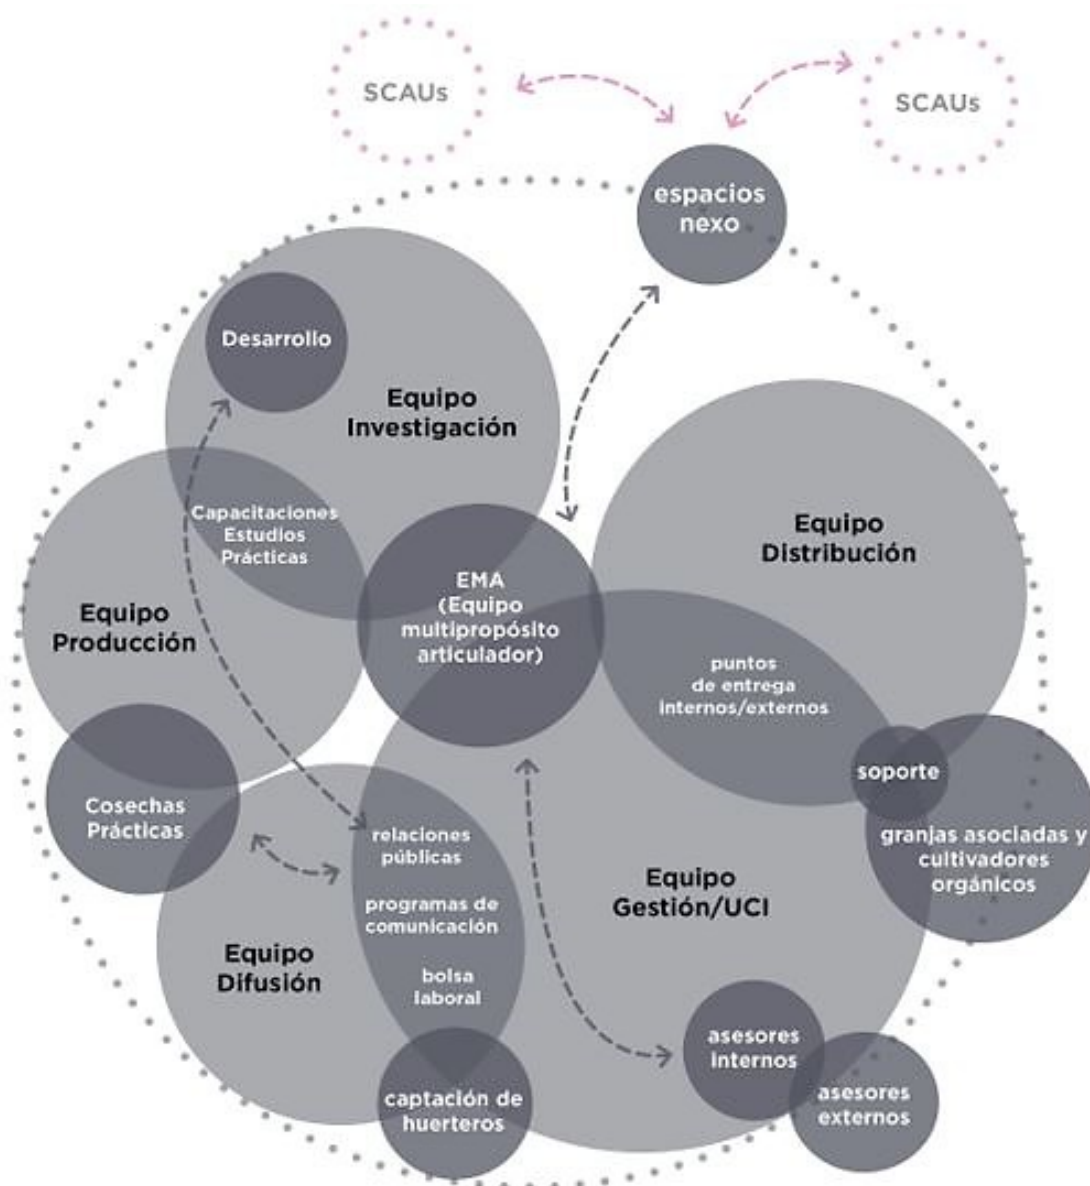 SCAUs
SCAUs
espacios
nexo
Desarrollo
Equipo
Investigación
Capacitaciones
Estudios
Prácticas
Equipo
Distribución
EMA
(Equipo
multipropósito
articulador)
Equipo
Producción
puntos
de entrega
internos/externos
soporte
Cosechas
Prácticas
relaciones
públicas
granjas asociadas y
cultivadores
orgánicos
programas de
comunicación
Equipo
Gestión/UCI
Equipo
Difusión
bolsa
laboral
asesores
internos
captación de
huerteros
asesores
externos